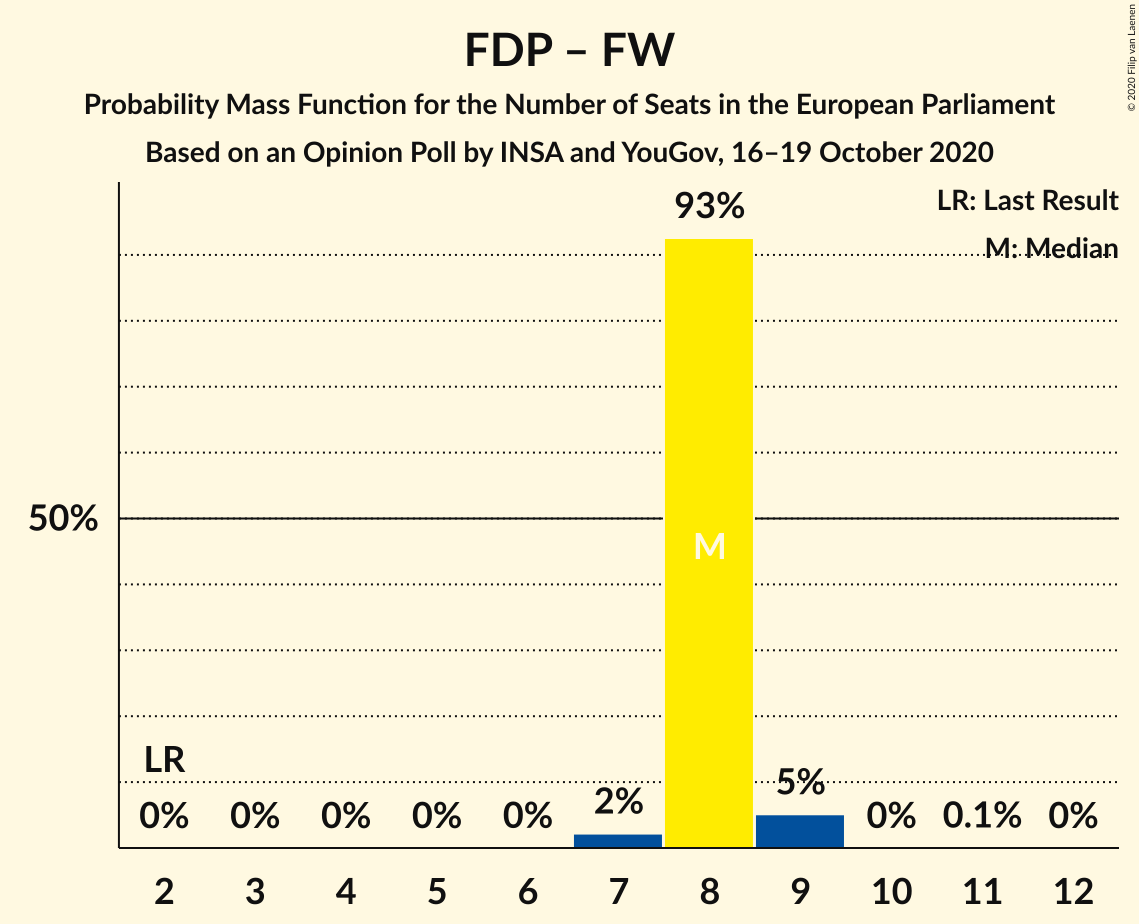 FDP – FW
Probability Mass Function for the Number of Seats in the European Parliament
Based on an Opinion Poll by INSA and YouGov, 16–19 October 2020
© 2020 Filip van Laenen
LR: Last Result
M: Median
93%
50%
M
LR
0% 0% 0% 0% 0% 2% 5% 0% 0.1% 0%
2 3 4 5 6 7 8 9 10 11 12